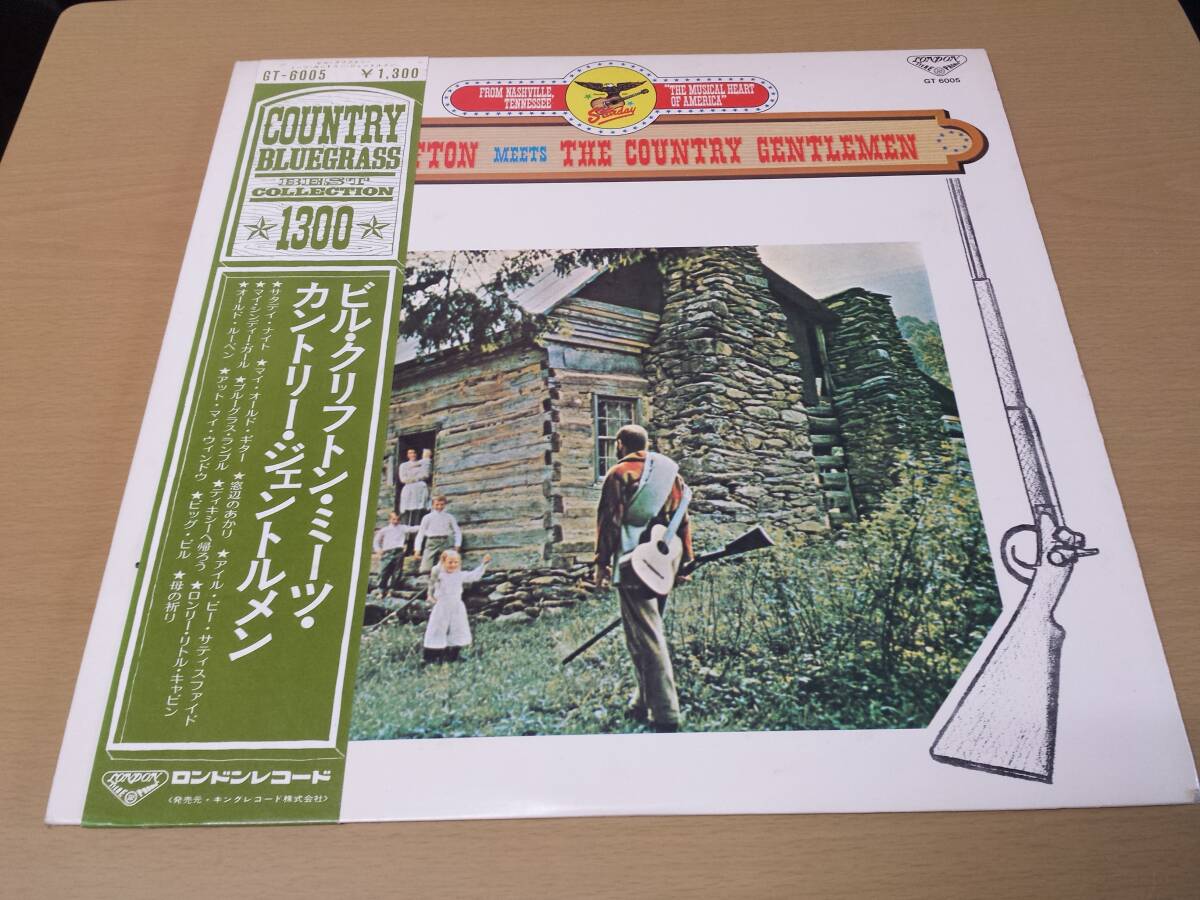 GT-6005 ￥1,300
COUNTRY
BLUEGRASS
BEST
COLLECTION
1300
ビル・クリフトン・ミーツ・
カントリー・ジェントルメン
★サタディ・ナイト ★マイ・オールド・ギター ★窓辺のあかり ★アイル・ビー・サティスファイド
★マイ・シンディー・ガール ★ブルーグラス・ランブル ★ディキシーへ帰ろう ★ロンリー・リトル・キャビン
★オールド・ルーベン ★アット・マイ・ウィンドウ ★ビッグ・ビル ★母の祈り
LONDON
ロンドンレコード
〈発売元・キングレコード株式会社〉
FROM NASHVILLE,
TENNESSEE
Starday
"THE MUSICAL HEART
OF AMERICA"
FTON MEETS THE COUNTRY GENTLEMEN
LONDON
GT 6005